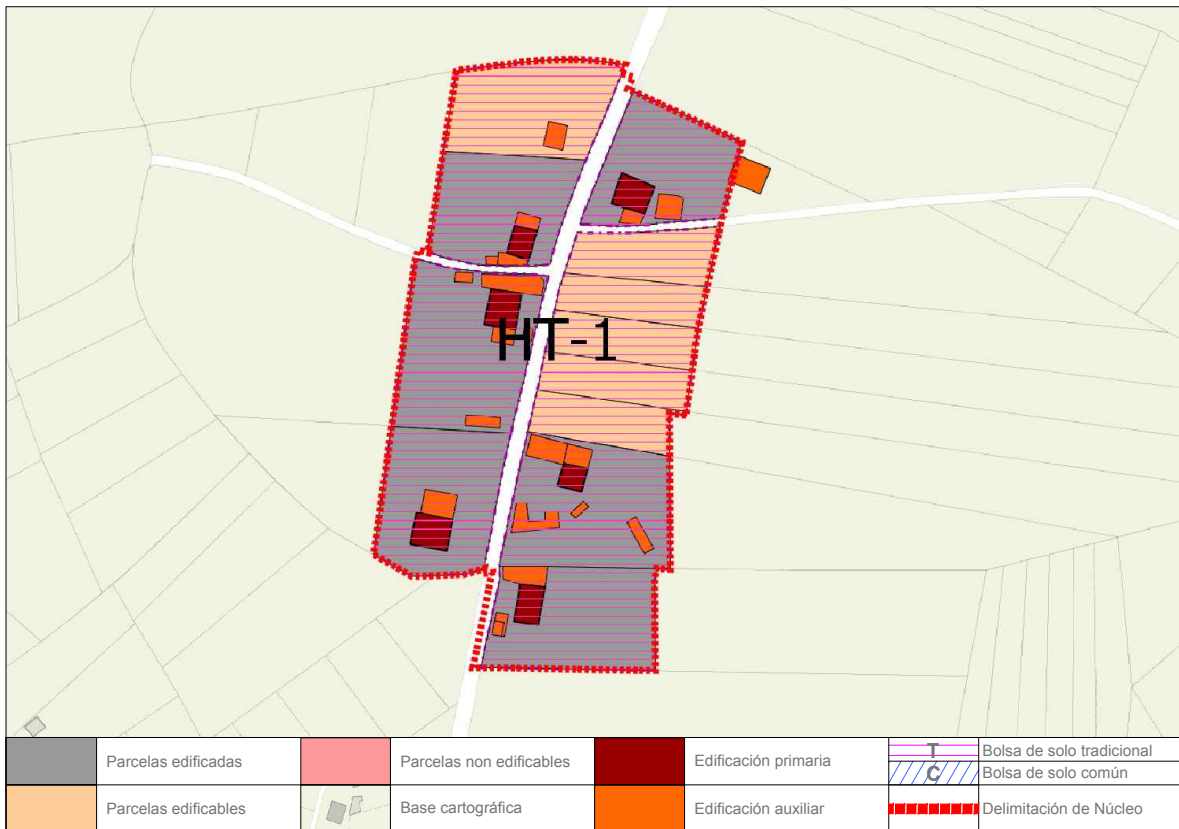 HT-1
Parcelas edificadas
Parcelas non edificables
Edificación primaria
T
Bolsa de solo tradicional
C
Bolsa de solo común
Parcelas edificables
Base cartográfica
Edificación auxiliar
Delimitación de Núcleo